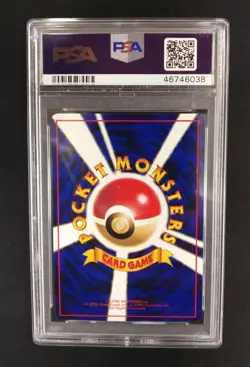 PSA
PSA
46746038
POCKET MONSTERS
CARD GAME